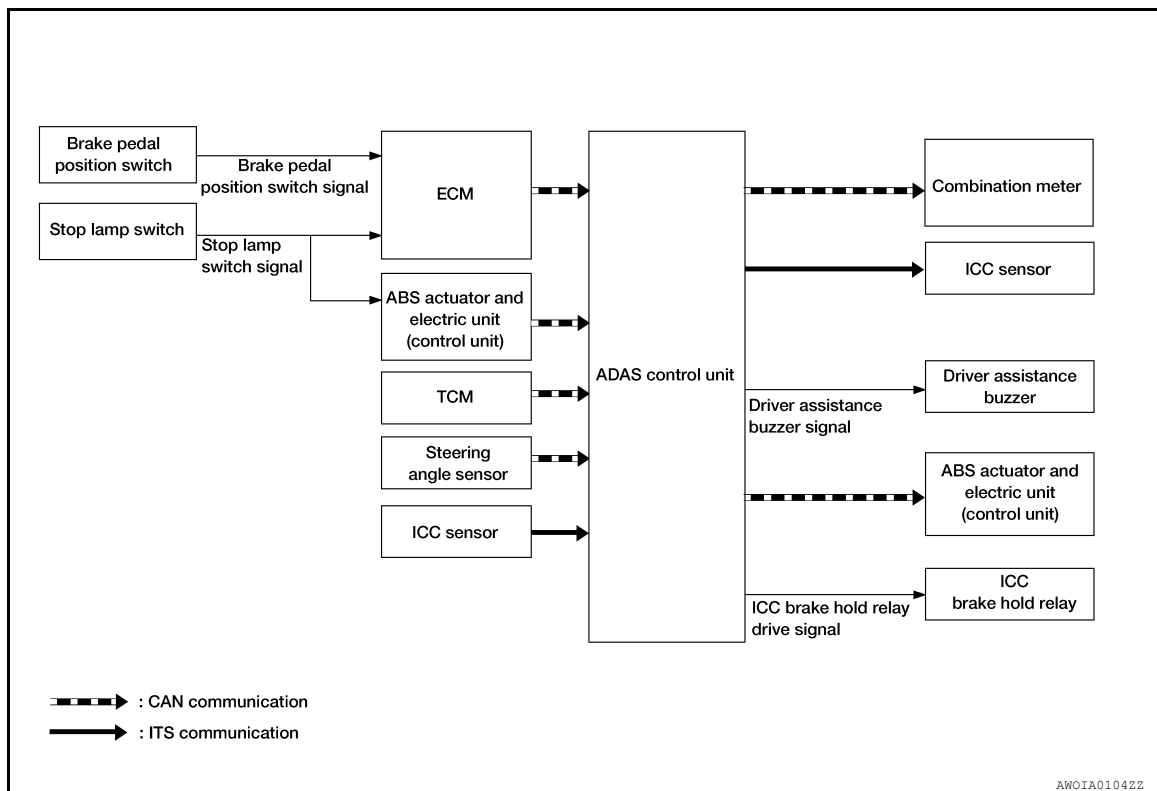 Brake pedal
position switch
Brake pedal
position switch signal
Stop lamp switch
Stop lamp
switch signal
ECM
ABS actuator and
electric unit
(control unit)
TCM
Steering
angle sensor
ICC sensor
ADAS control unit
Combination meter
ICC sensor
Driver assistance
buzzer signal
Driver assistance
buzzer
ABS actuator and
electric unit
(control unit)
ICC brake hold relay
drive signal
ICC
brake hold relay
: CAN communication
: ITS communication
AWOIA0104ZZ